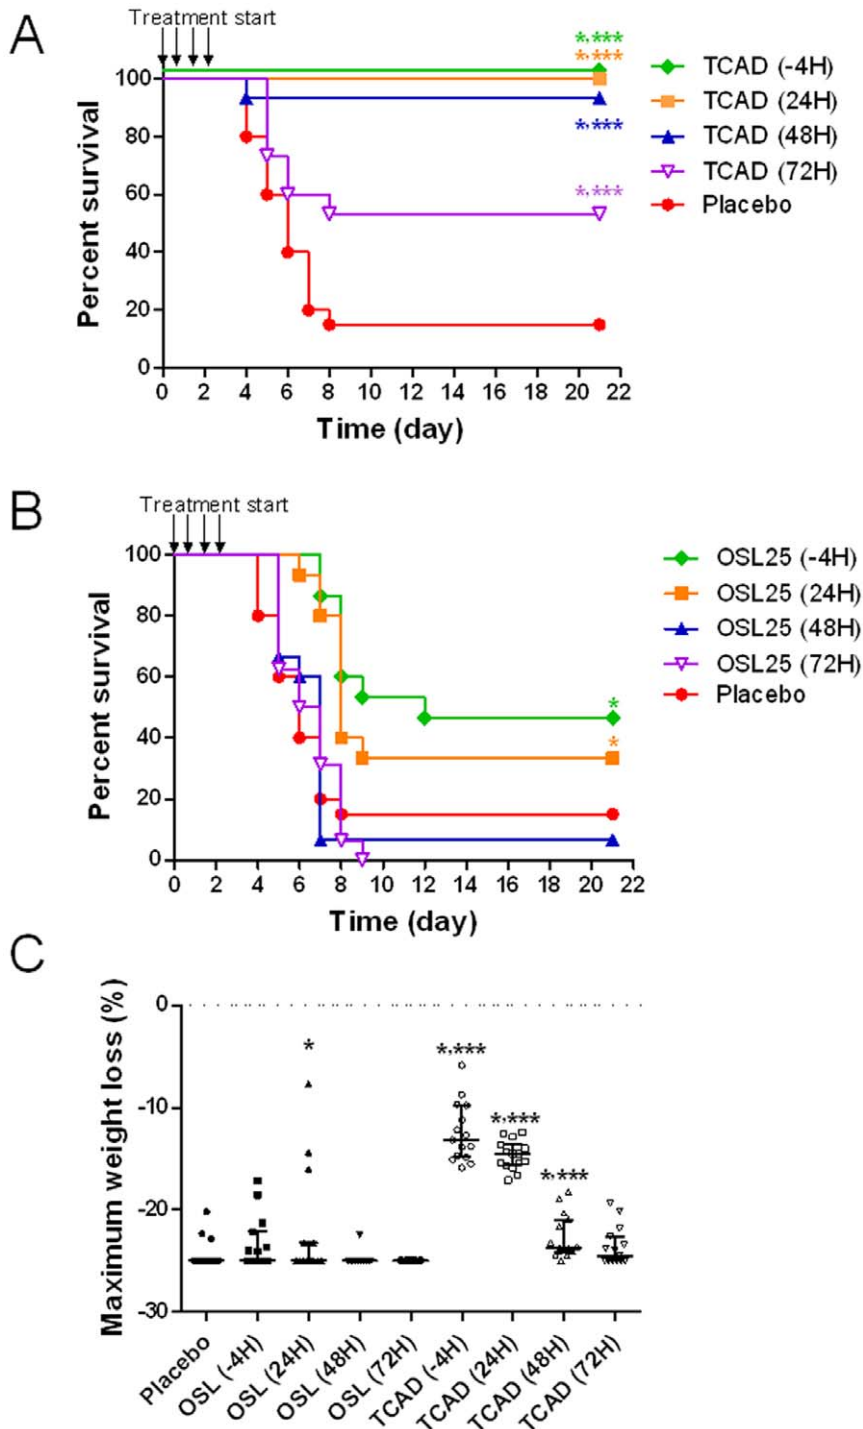 A
Treatment start
*,***
*,***
*,***
*,***
Percent survival
100
80
60
40
20
0
0 2 4 6 8 10 12 14 16 18 20 22
Time (day)
TCAD (-4H)
TCAD (24H)
TCAD (48H)
TCAD (72H)
Placebo
B
Treatment start
*
*
Percent survival
100
80
60
40
20
0
0 2 4 6 8 10 12 14 16 18 20 22
Time (day)
OSL25 (-4H)
OSL25 (24H)
OSL25 (48H)
OSL25 (72H)
Placebo
C
Maximum weight loss (%)
0
-10
-20
-30
*
*,***
*,***
*,***
Placebo
OSL (-4H)
OSL (24H)
OSL (48H)
OSL (72H)
TCAD (-4H)
TCAD (24H)
TCAD (48H)
TCAD (72H)